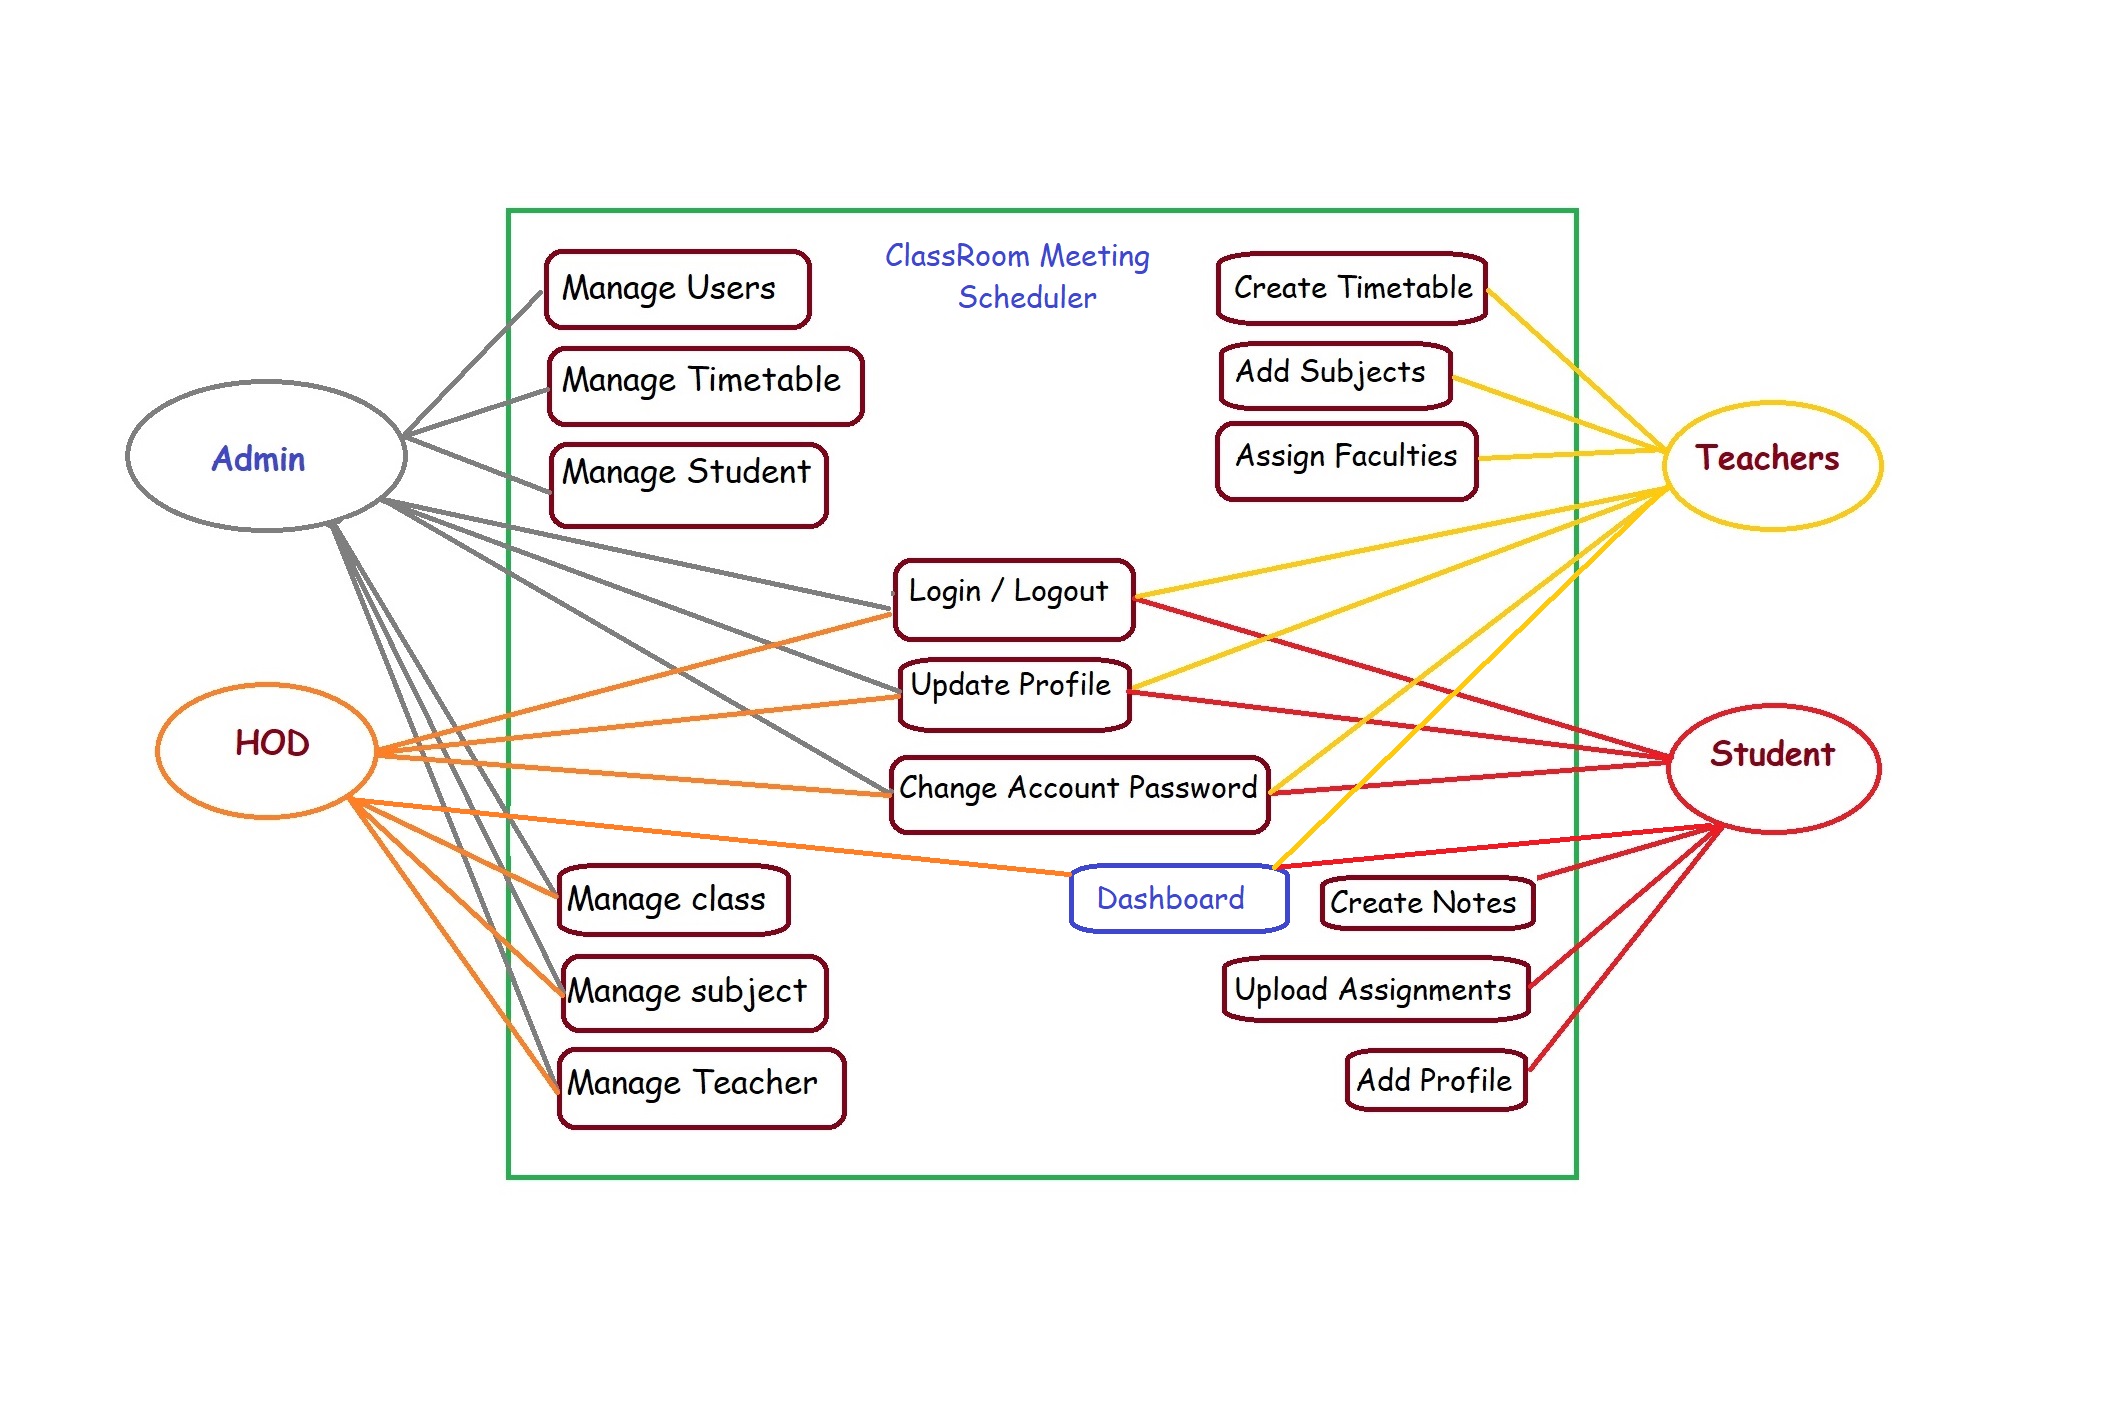 ClassRoom Meeting
Scheduler
Manage Users
Manage Timetable
Manage Student
Create Timetable
Add Subjects
Assign Faculties
Admin
Teachers
Login / Logout
Update Profile
Change Account Password
HOD
Student
Manage class
Dashboard
Create Notes
Manage subject
Upload Assignments
Manage Teacher
Add Profile